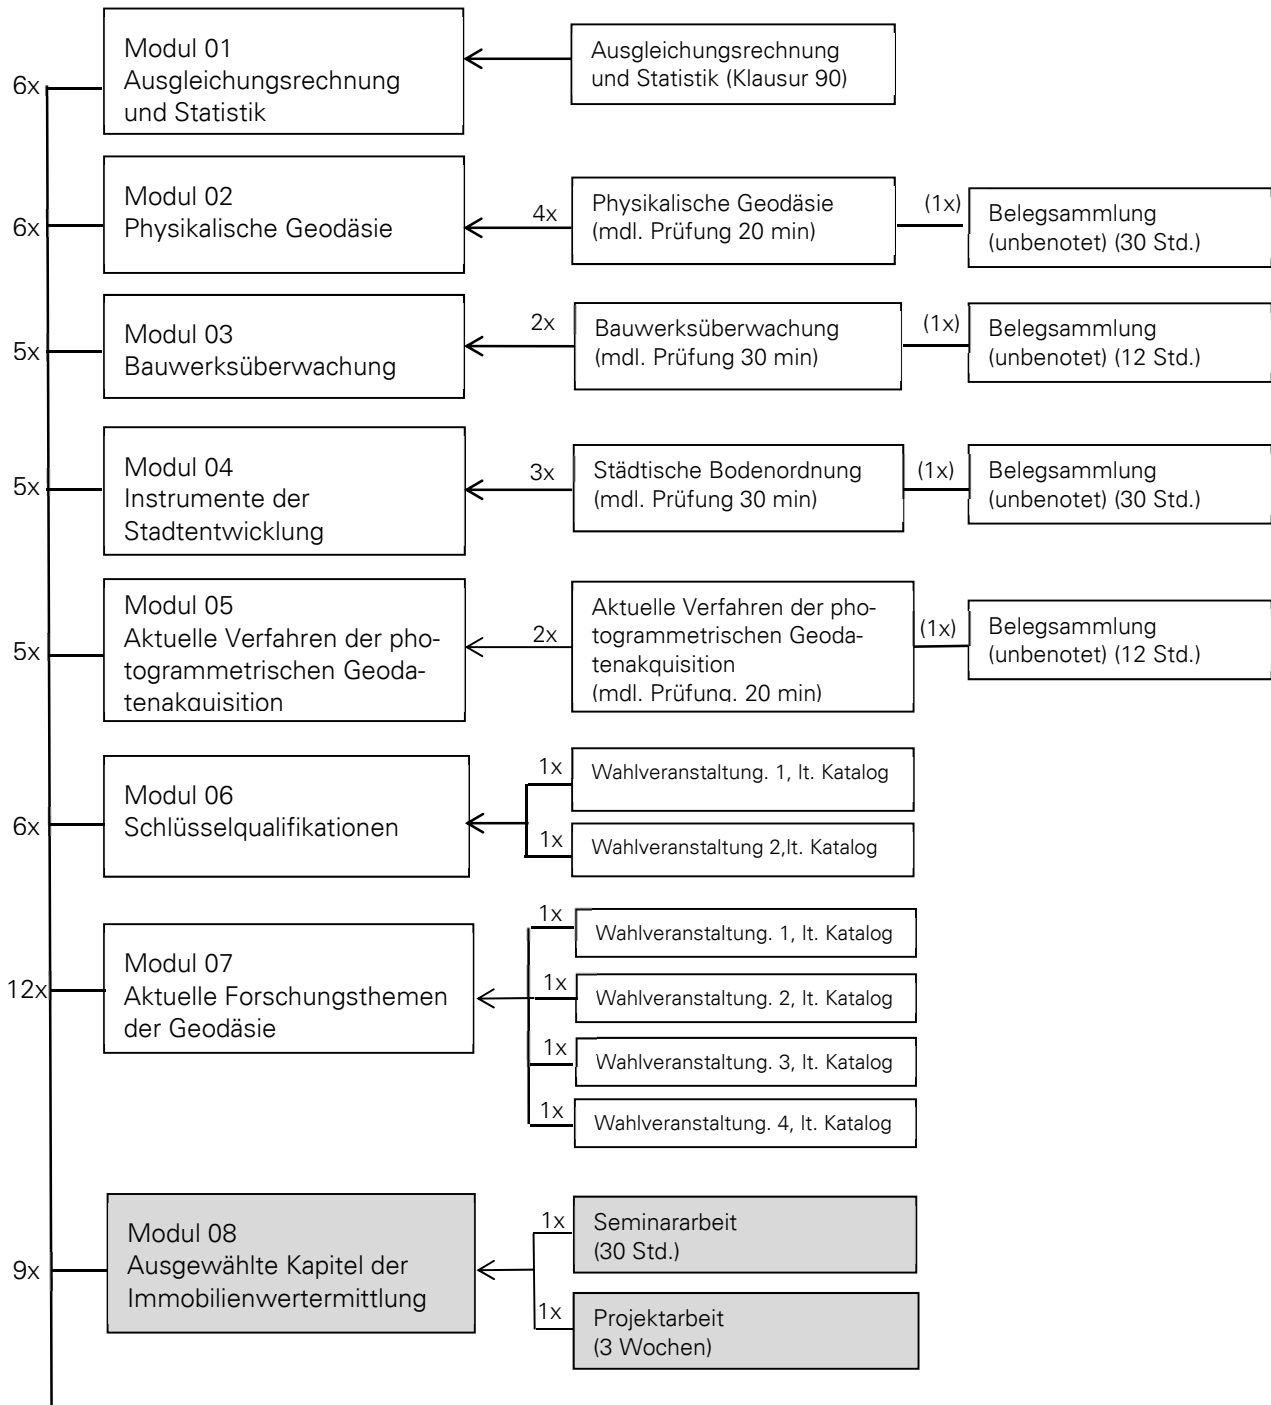 6x
Modul 01
Ausgleichungsrechnung
und Statistik
Ausgleichungsrechnung
und Statistik (Klausur 90)
6x
Modul 02
Physikalische Geodäsie
4x
Physikalische Geodäsie
(mdl. Prüfung 20 min)
(1x)
Belegsammlung
(unbenotet) (30 Std.)
5x
Modul 03
Bauwerksüberwachung
2x
Bauwerksüberwachung
(mdl. Prüfung 30 min)
(1x)
Belegsammlung
(unbenotet) (12 Std.)
5x
Modul 04
Instrumente der
Stadtentwicklung
3x
Städtische Bodenordnung
(mdl. Prüfung 30 min)
(1x)
Belegsammlung
(unbenotet) (30 Std.)
5x
Modul 05
Aktuelle Verfahren der pho-
togrammetrischen Geoda-
tenakquisition
2x
Aktuelle Verfahren der pho-
togrammetrischen Geoda-
tenakquisition
(mdl. Prüfung. 20 min)
(1x)
Belegsammlung
(unbenotet) (12 Std.)
6x
Modul 06
Schlüsselqualifikationen
1x
Wahlveranstaltung. 1, lt. Katalog
1x
Wahlveranstaltung 2,lt. Katalog
12x
Modul 07
Aktuelle Forschungsthemen
der Geodäsie
1x
Wahlveranstaltung. 1, lt. Katalog
1x
Wahlveranstaltung. 2, lt. Katalog
1x
Wahlveranstaltung. 3, lt. Katalog
1x
Wahlveranstaltung. 4, lt. Katalog
9x
Modul 08
Ausgewählte Kapitel der
Immobilienwertermittlung
1x
Seminararbeit
(30 Std.)
1x
Projektarbeit
(3 Wochen)